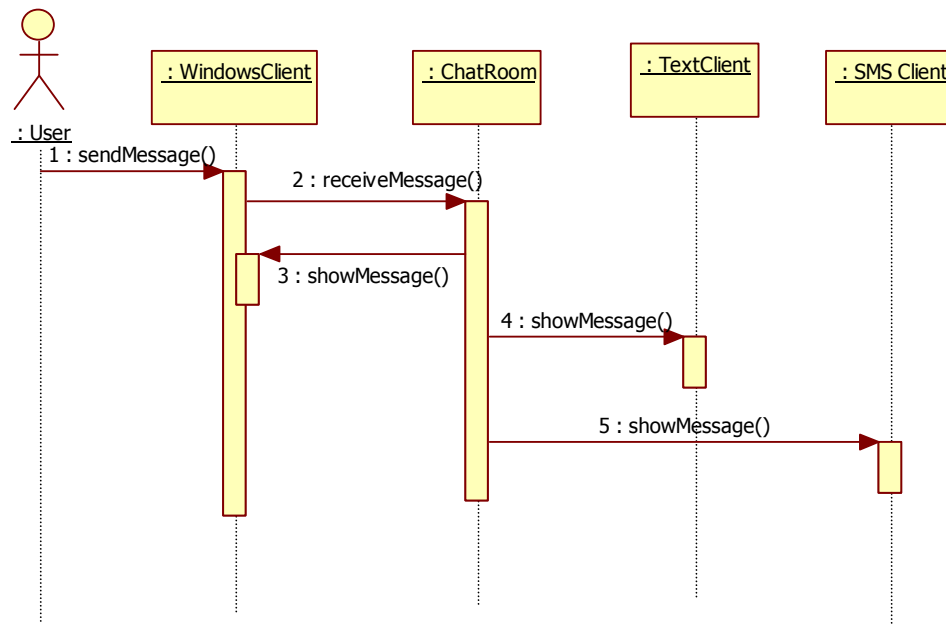 : WindowsClient
: ChatRoom
: TextClient
: SMS Client
: User
1 : sendMessage()
2 : receiveMessage()
3 : showMessage()
4 : showMessage()
5 : showMessage()